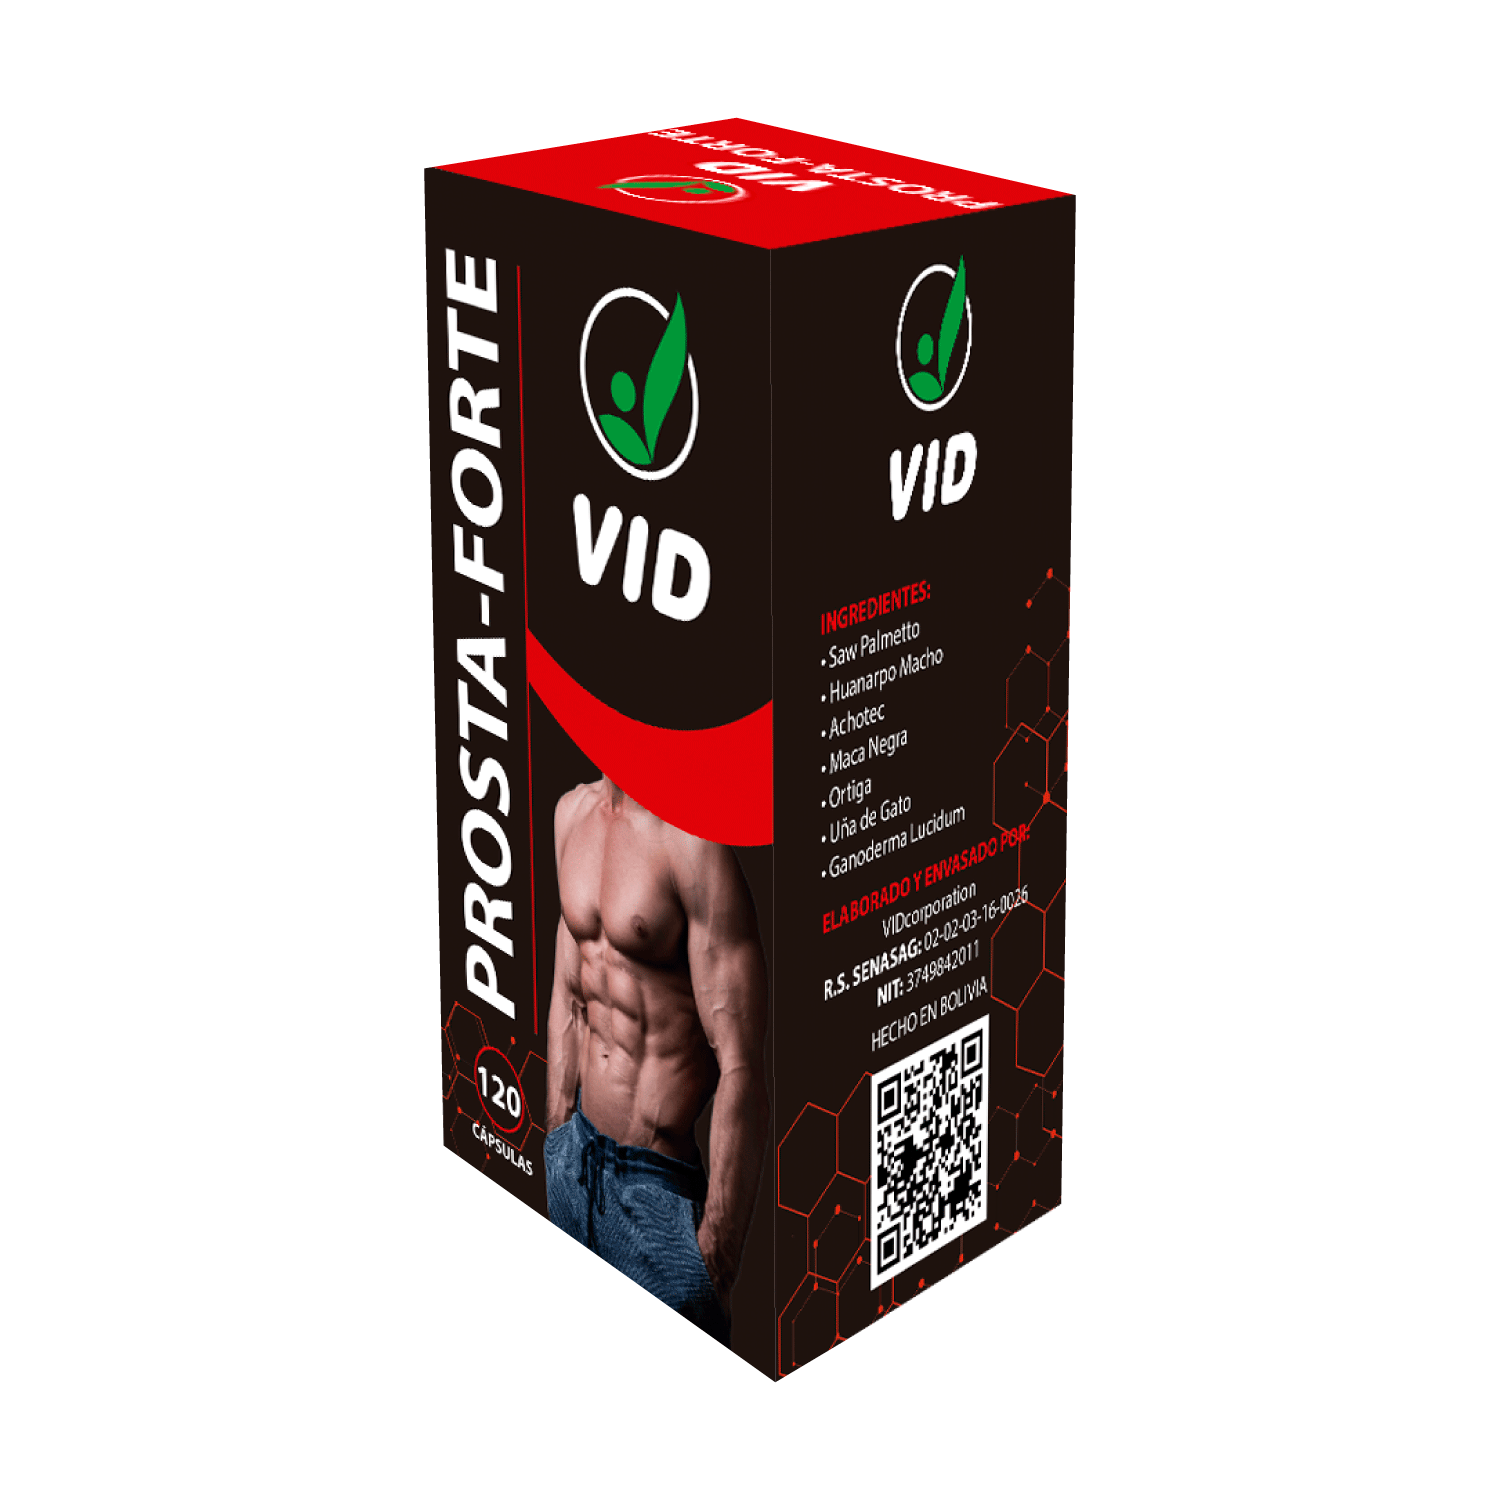 VID
PROSTA-FORTE
PROSTA-FORTE
VID
120
CÁPSULAS
VID
INGREDIENTES:
• Saw Palmetto
• Huanarpo Macho
• Achotec
• Maca Negra
• Ortiga
• Uña de Gato
• Ganoderma Lucidum
ELABORADO Y ENVASADO POR:
VIDcorporation
R.S. SENASAG: 02-02-03-16-0026
NIT: 3749842011
HECHO EN BOLIVIA